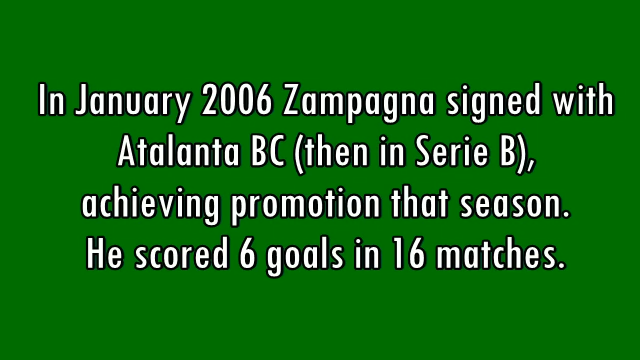 In January 2006 Zampagna signed with
Atalanta BC (then in Serie B),
achieving promotion that season.
He scored 6 goals in 16 matches.